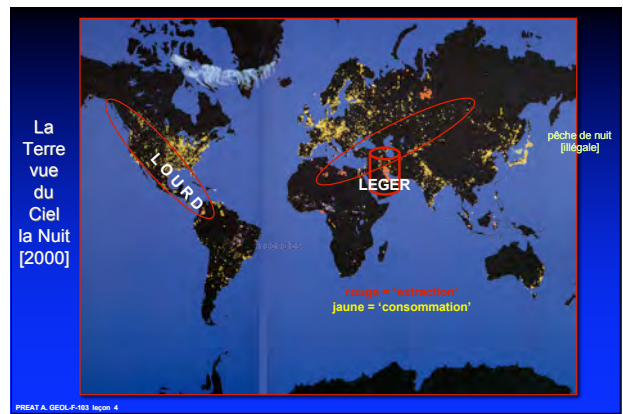 La
Terre
vue
du
Ciel
la Nuit
[2000]
LOURD
LEGER
pêche de nuit
[illégale]
rouge = 'extraction'
jaune = 'consommation'
PREAT A. GEOL-F-103 leçon 4